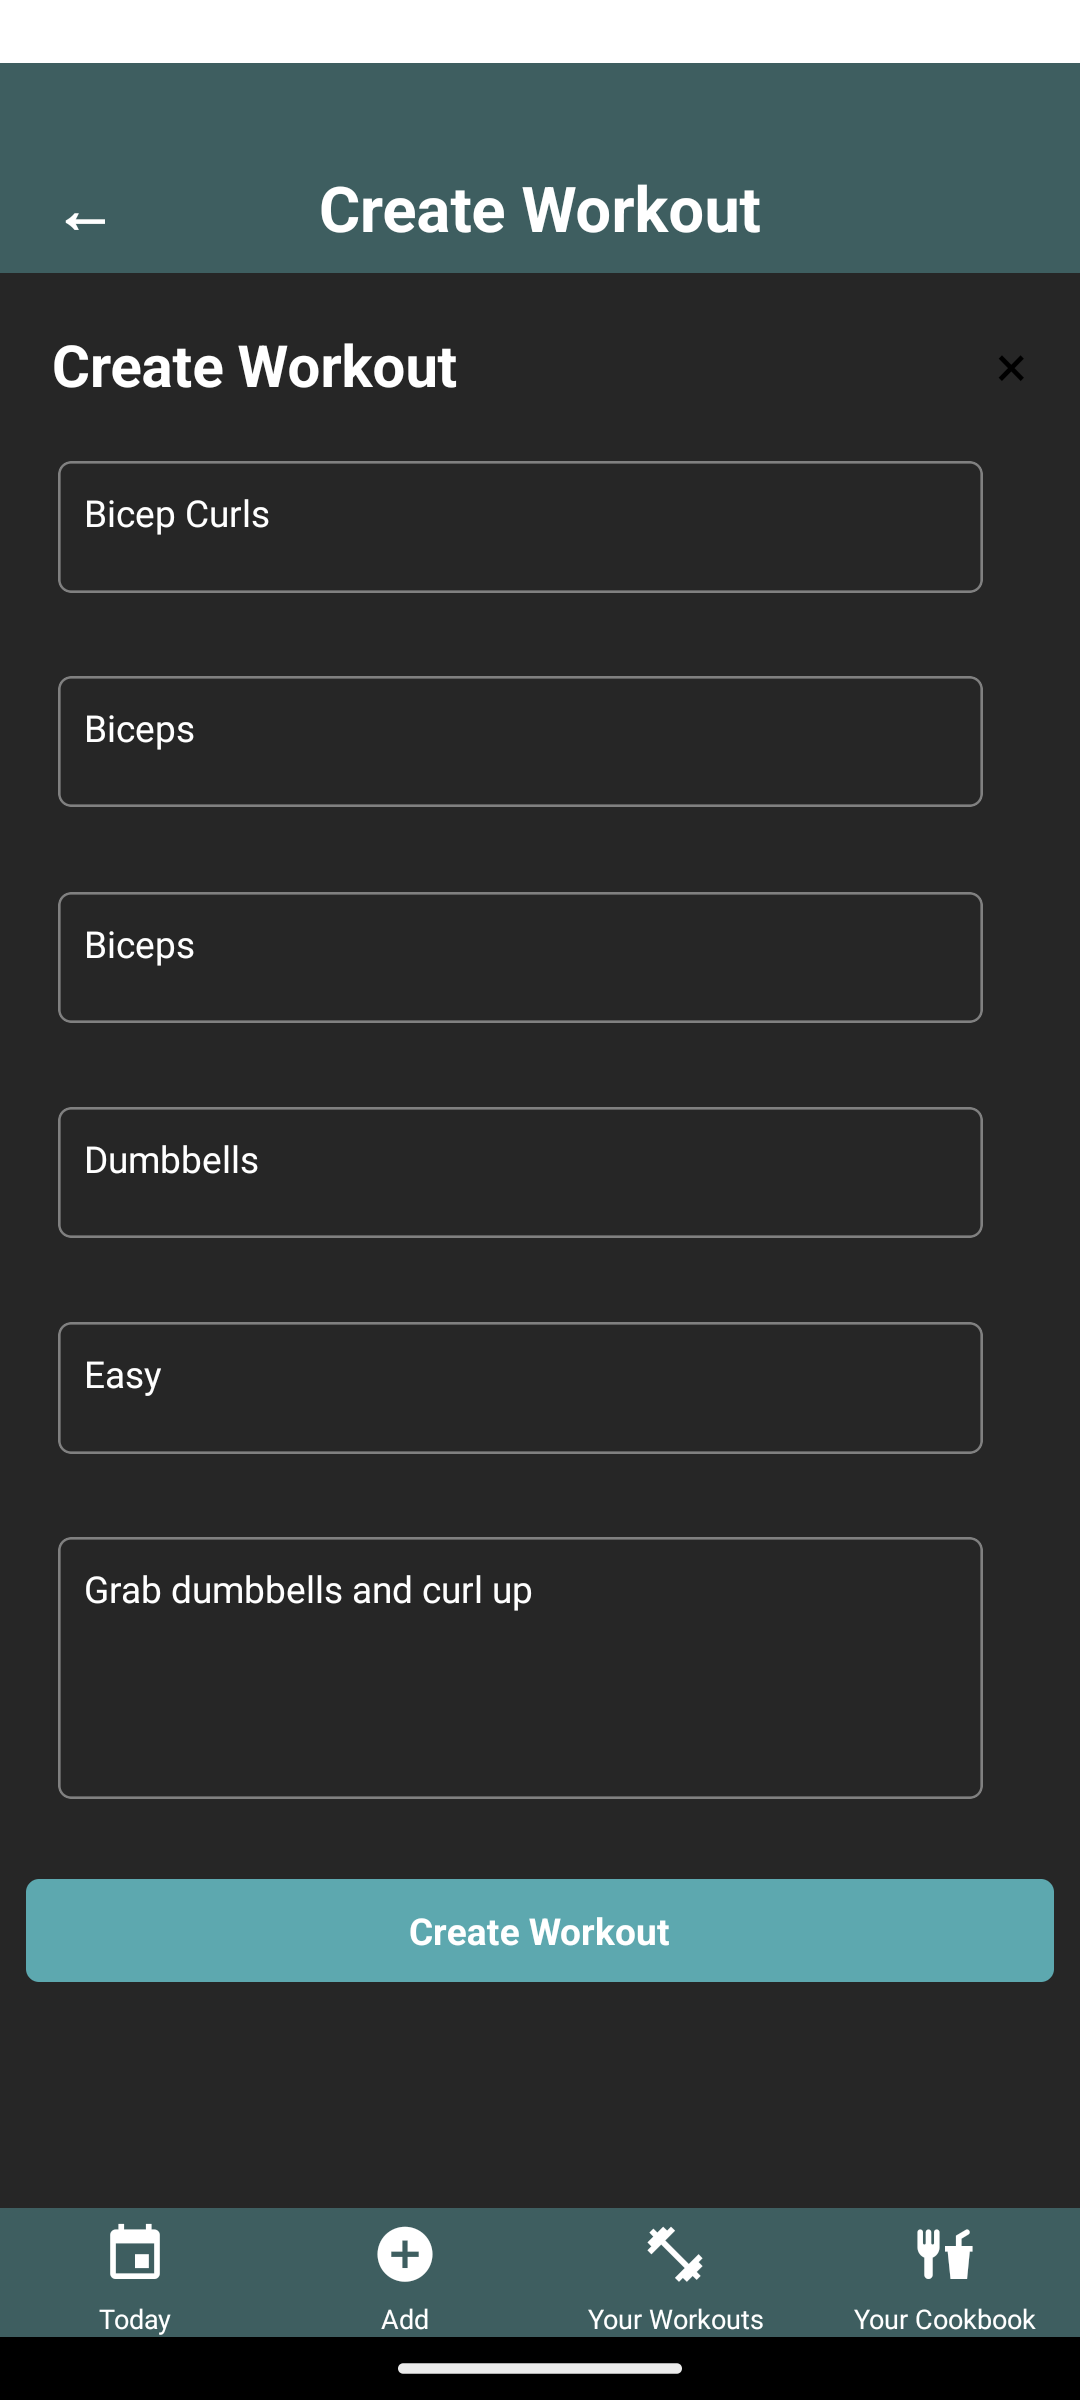 Create Workout
Create Workout
Bicep Curls
Biceps
Biceps
Dumbbells
Easy
Grab dumbbells and curl up
Create Workout
Today
Add
Your Workouts
Your Cookbook